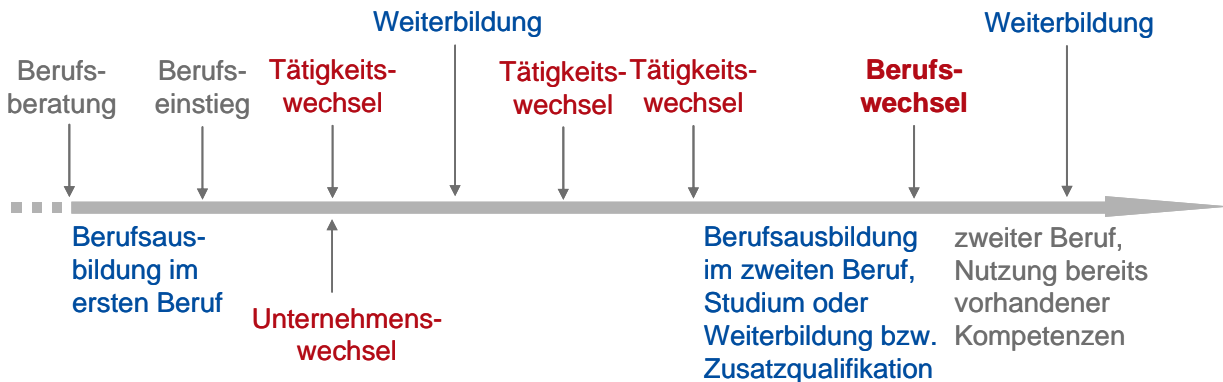 Weiterbildung
Weiterbildung
Berufs-
beratung
Berufs-
einstieg
Tätigkeits-
wechsel
Tätigkeits-
wechsel
Tätigkeits-
wechsel
Berufs-
wechsel
Berufsaus-
bildung im
ersten Beruf
Unternehmens-
wechsel
Berufsausbildung
im zweiten Beruf,
Studium oder
Weiterbildung bzw.
Zusatzqualifikation
zweiter Beruf,
Nutzung bereits
vorhandener
Kompetenzen